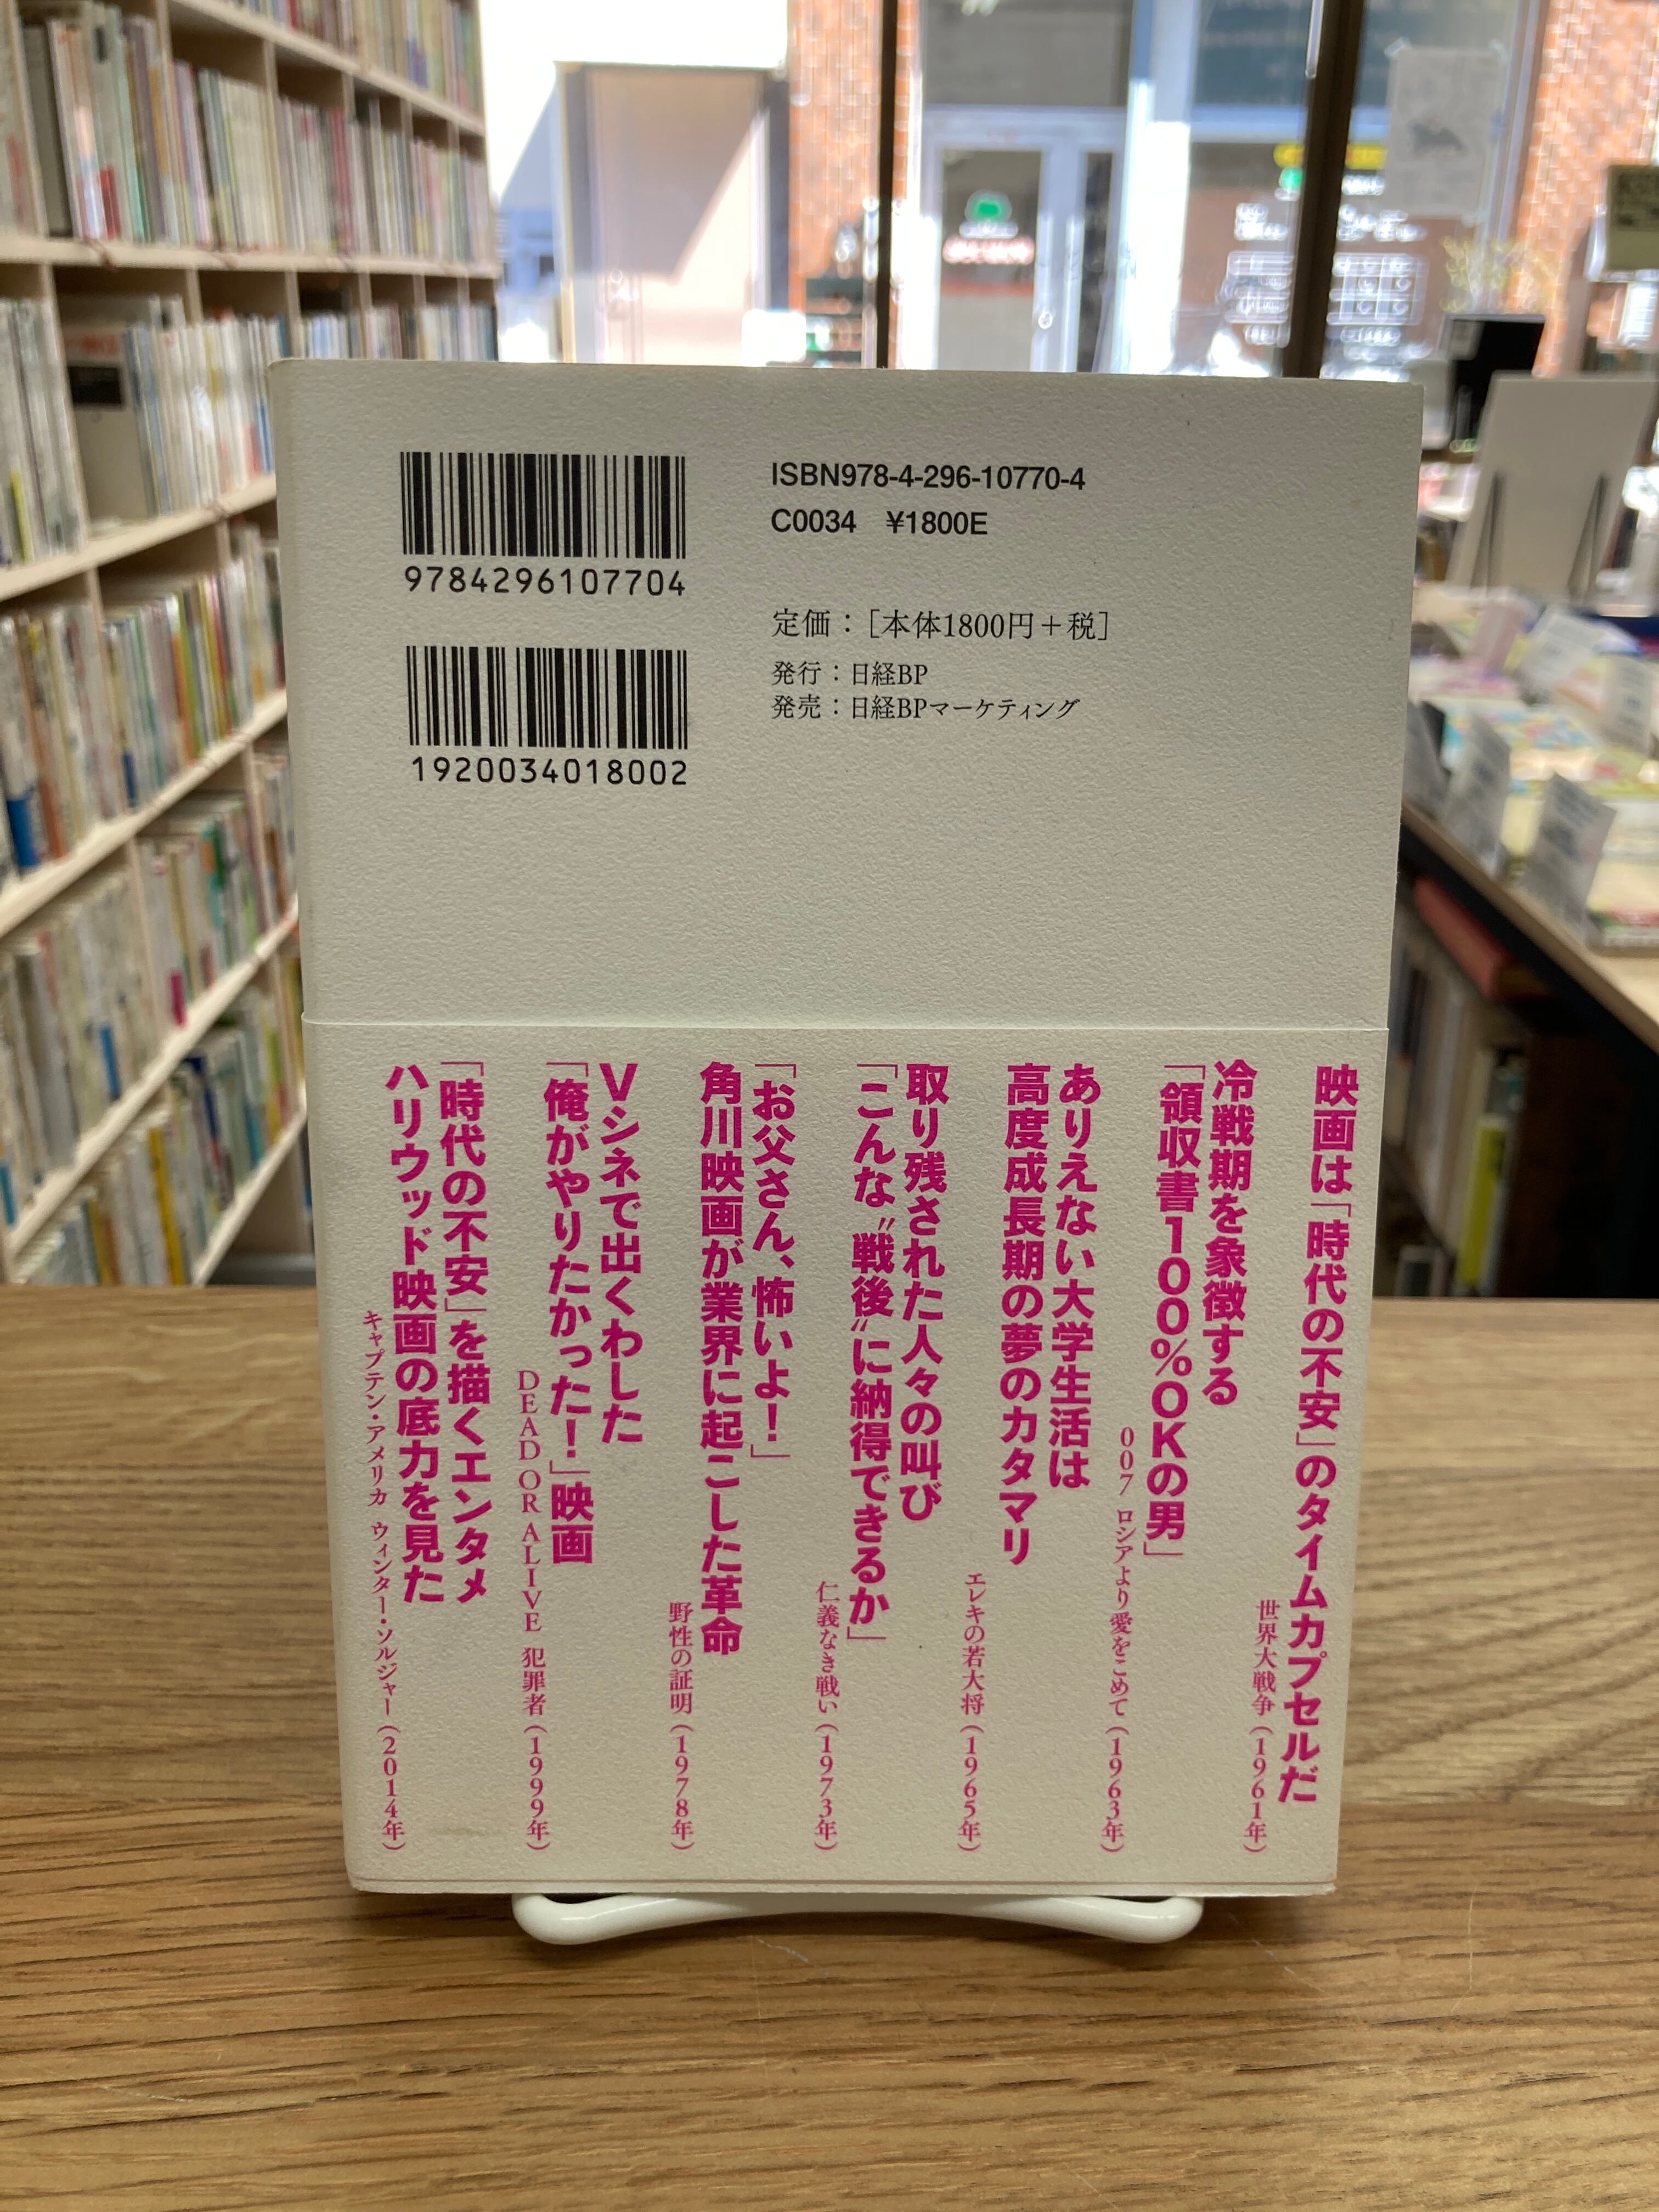 9784296107704
1920034018002
ISBN978-4-296-10770-4
C0034 ¥1800E
定価：［本体1800円＋税］
発行：日経BP
発売：日経BPマーケティング
映画は「時代の不安」のタイムカプセルだ
世界大戦争（1961年）
冷戦期を象徴する
「領収書100%OKの男」
007 ロシアより愛をこめて（1963年）
ありえない大学生活は
高度成長期の夢のカタマリ
エレキの若大将（1965年）
取り残された人々の叫び
「こんな〝戦後〟に納得できるか」
仁義なき戦い（1973年）
「お父さん、怖いよ！」
角川映画が業界に起こした革命
野性の証明（1978年）
Vシネで出くわした
「俺がやりたかった！」映画
DEAD OR ALIVE 犯罪者（1999年）
「時代の不安」を描くエンタメ
ハリウッド映画の底力を見た
キャプテン・アメリカ ウィンター・ソルジャー（2014年）